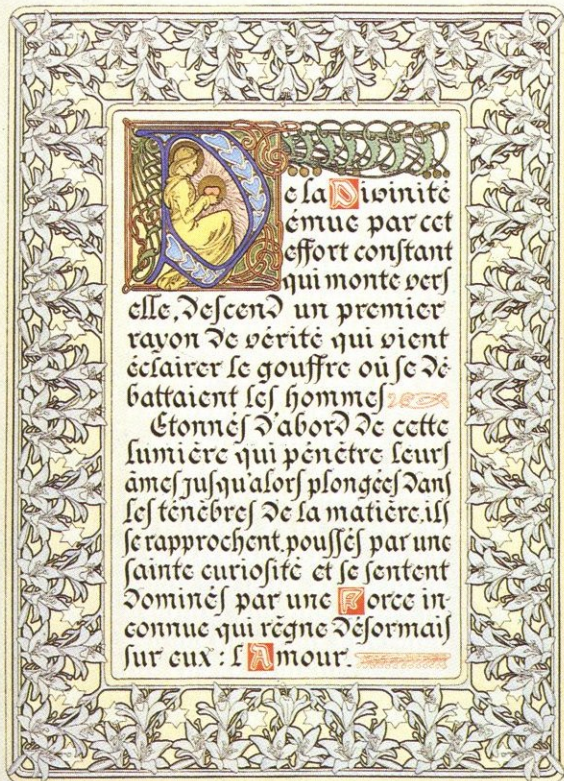 De la Divinité
émue par cet
effort conſtant
qui monte verſ
elle, deſcend un premier
rayon de vérité qui vient
éclairer le gouffre où ſe dé-
battaient leſ hommeſ
Étonnéſ d'abord de cette
lumière qui pénètre leurſ
âmeſ juſqu'alorſ plongéeſ danſ
leſ ténèbreſ de la matière, ilſ
ſe rapprochent, pouſſéſ par une
ſainte curioſité et ſe ſentent
dominéſ par une Force in-
connue qui règne déſormaiſ
ſur eux : l'Amour.